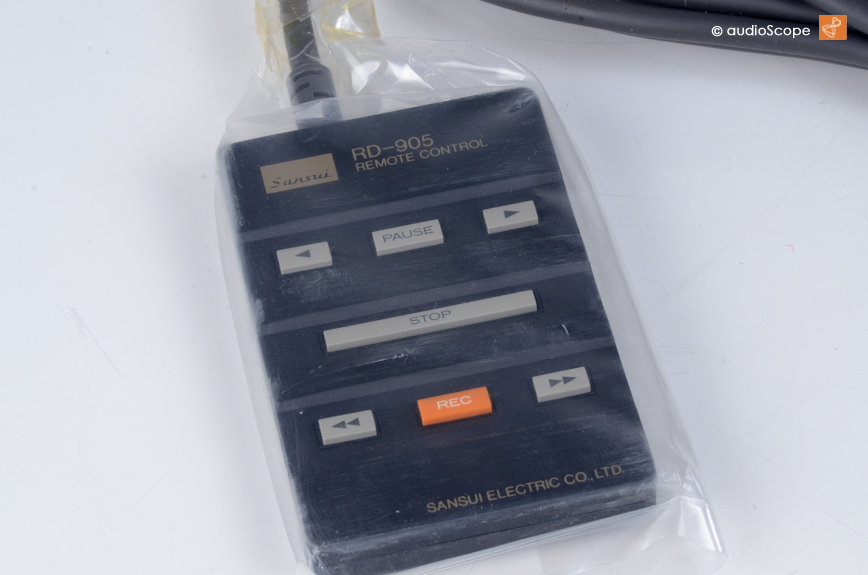 © audioScope
RD-905
REMOTE CONTROL
Sansui
PAUSE
STOP
REC
SANSUI ELECTRIC CO., LTD.